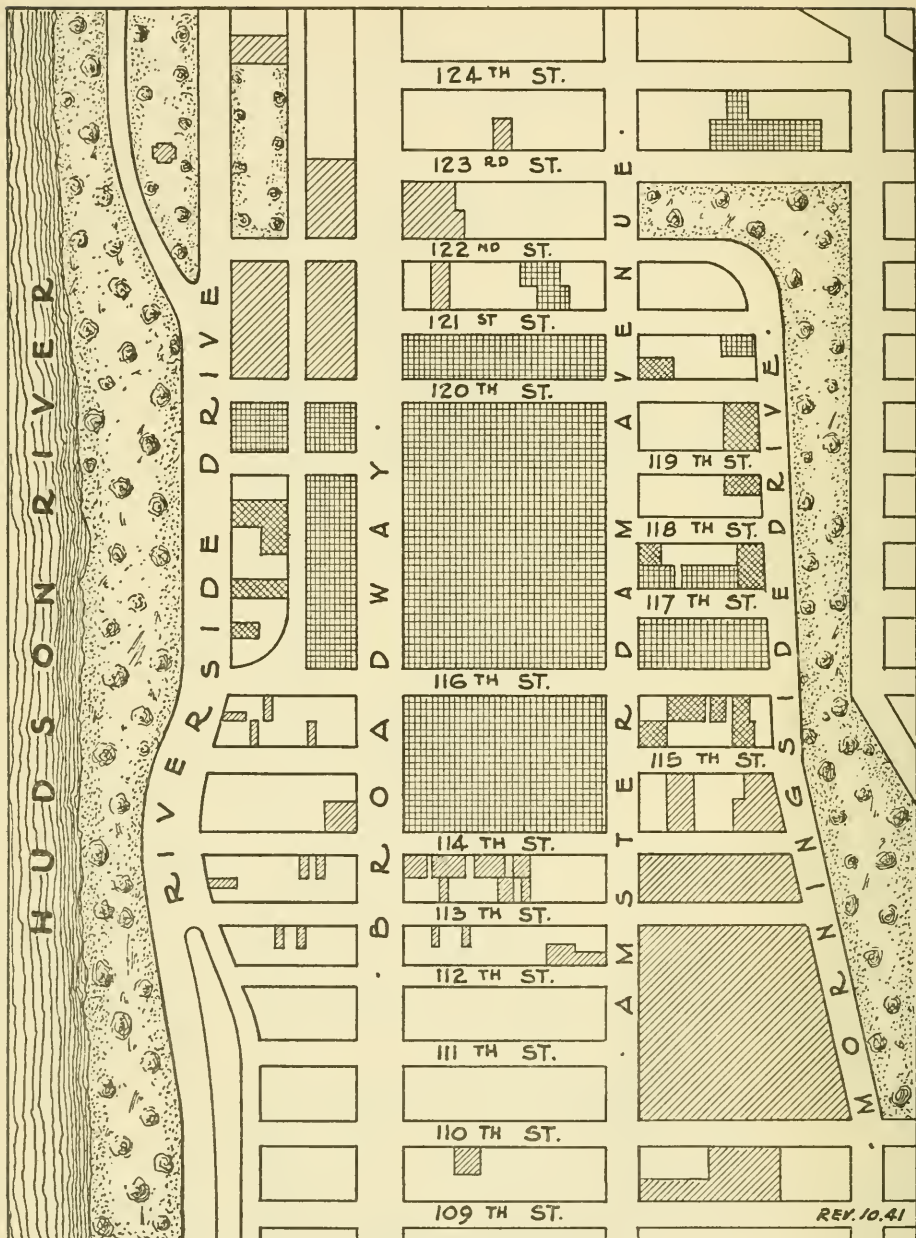 HUDSON RIVER
RIVERSIDE DRIVE
BROADWAY.
AMSTERDAM AVENUE.
MORNINGSIDE DRIVE.
124TH ST.
123RD ST.
122ND ST.
121ST ST.
120TH ST.
119TH ST.
118TH ST.
117TH ST.
116TH ST.
115TH ST.
114TH ST.
113TH ST.
112TH ST.
111TH ST.
110TH ST.
109TH ST.
REV. 10.41